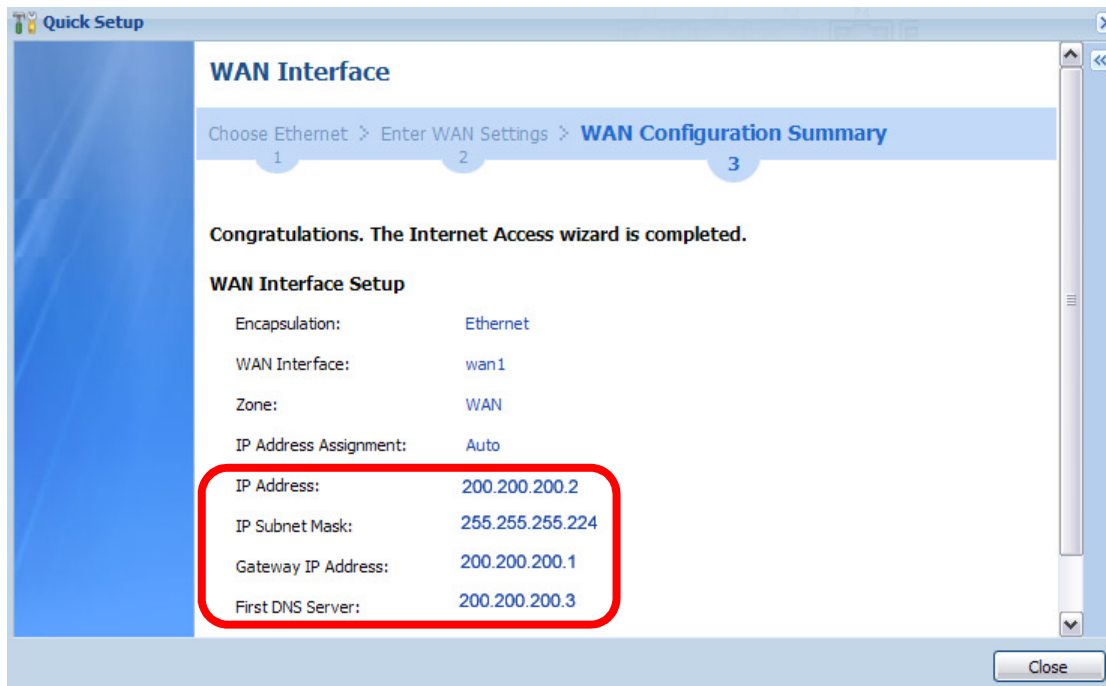 Quick Setup
WAN Interface
Choose Ethernet > Enter WAN Settings > WAN Configuration Summary
1 2 3
Congratulations. The Internet Access wizard is completed.
WAN Interface Setup
Encapsulation: Ethernet
WAN Interface: wan1
Zone: WAN
IP Address Assignment: Auto
IP Address: 200.200.200.2
IP Subnet Mask: 255.255.255.224
Gateway IP Address: 200.200.200.1
First DNS Server: 200.200.200.3
Close